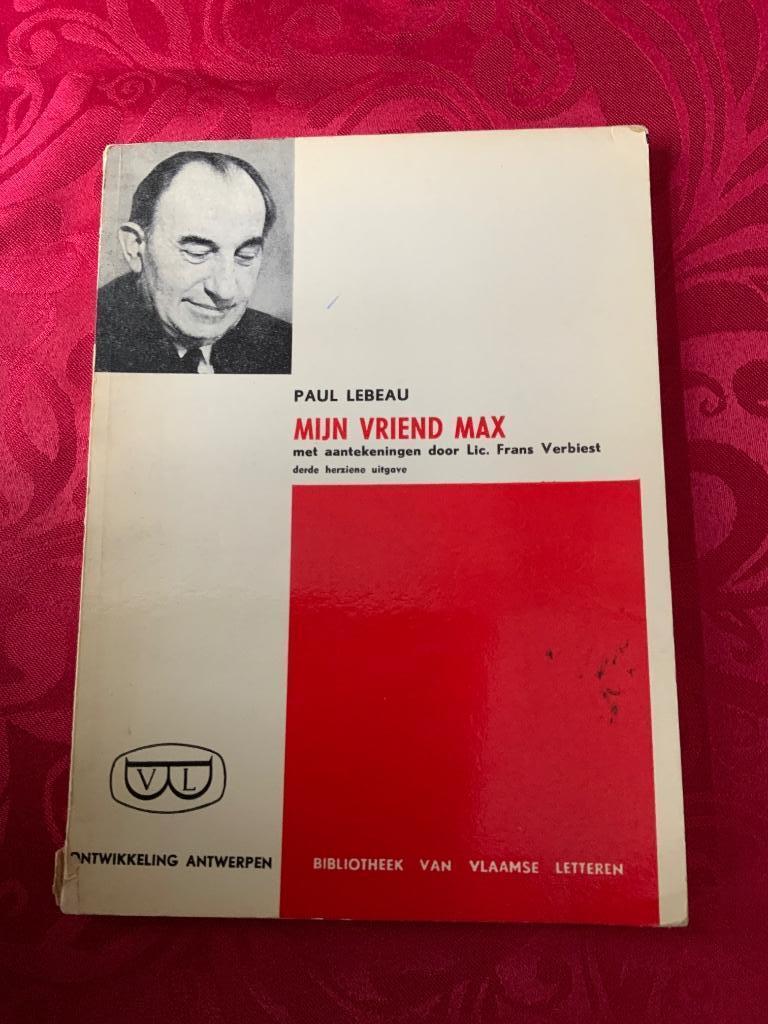 PAUL LEBEAU
MIJN VRIEND MAX
met aantekeningen door Lic. Frans Verbiest
derde herziene uitgave
V L
ONTWIKKELING ANTWERPEN
BIBLIOTHEEK VAN VLAAMSE LETTEREN